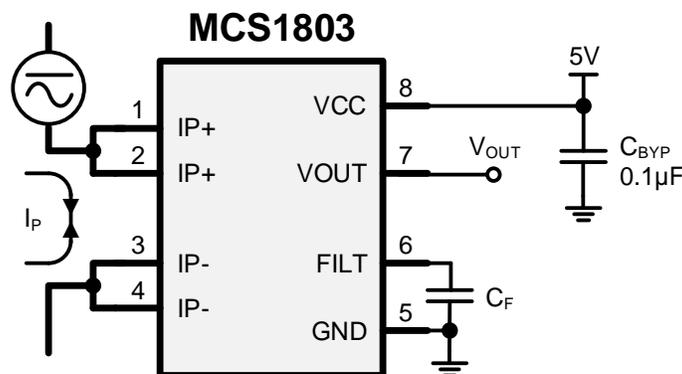 MCS1803
5V
1
IP+
VCC
8
2
IP+
VOUT
7
VOUT
CBYP
0.1µF
IP
3
IP-
FILT
6
4
IP-
GND
5
CF